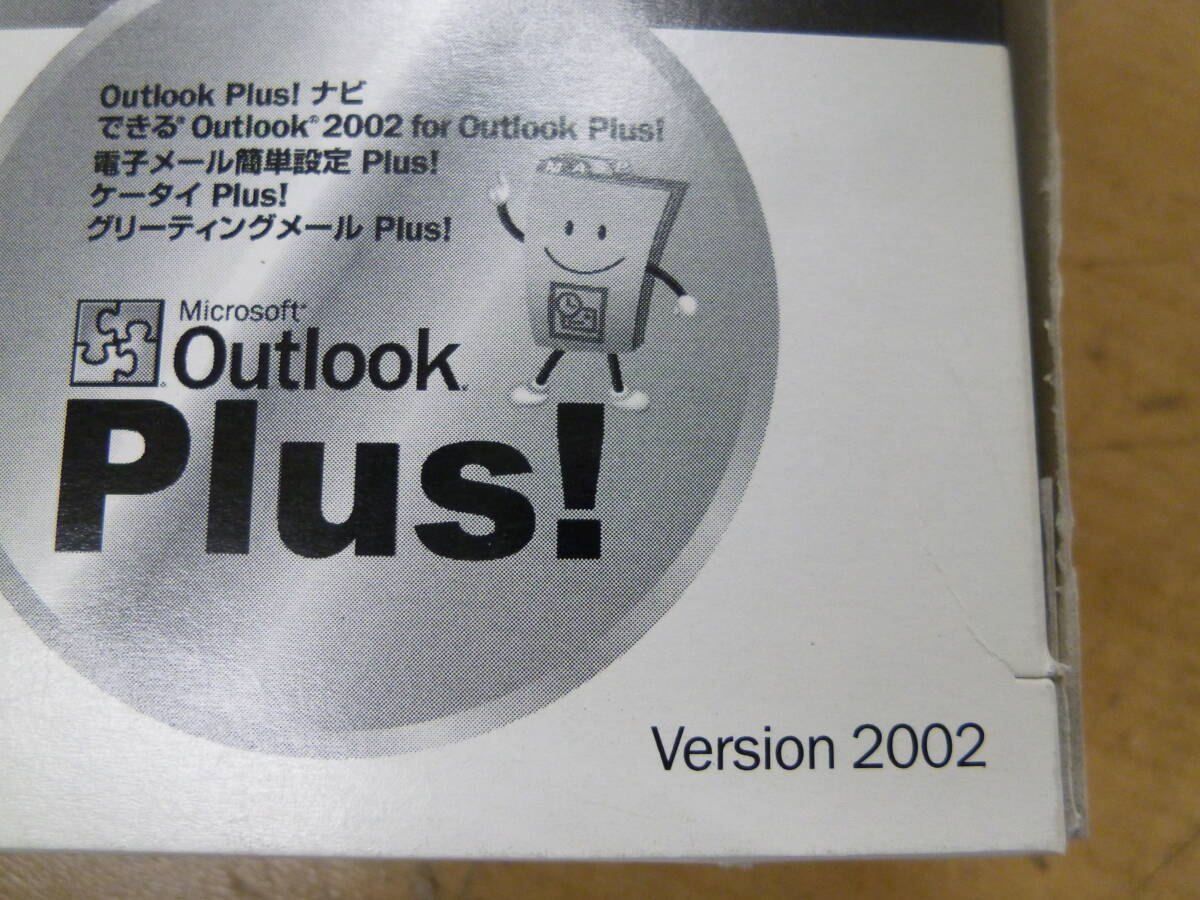 Outlook Plus! ナビ
できる® Outlook® 2002 for Outlook Plus!
電子メール簡単設定 Plus!
ケータイ Plus!
グリーティングメール Plus!
Microsoft®
Outlook®
Plus!
Version 2002